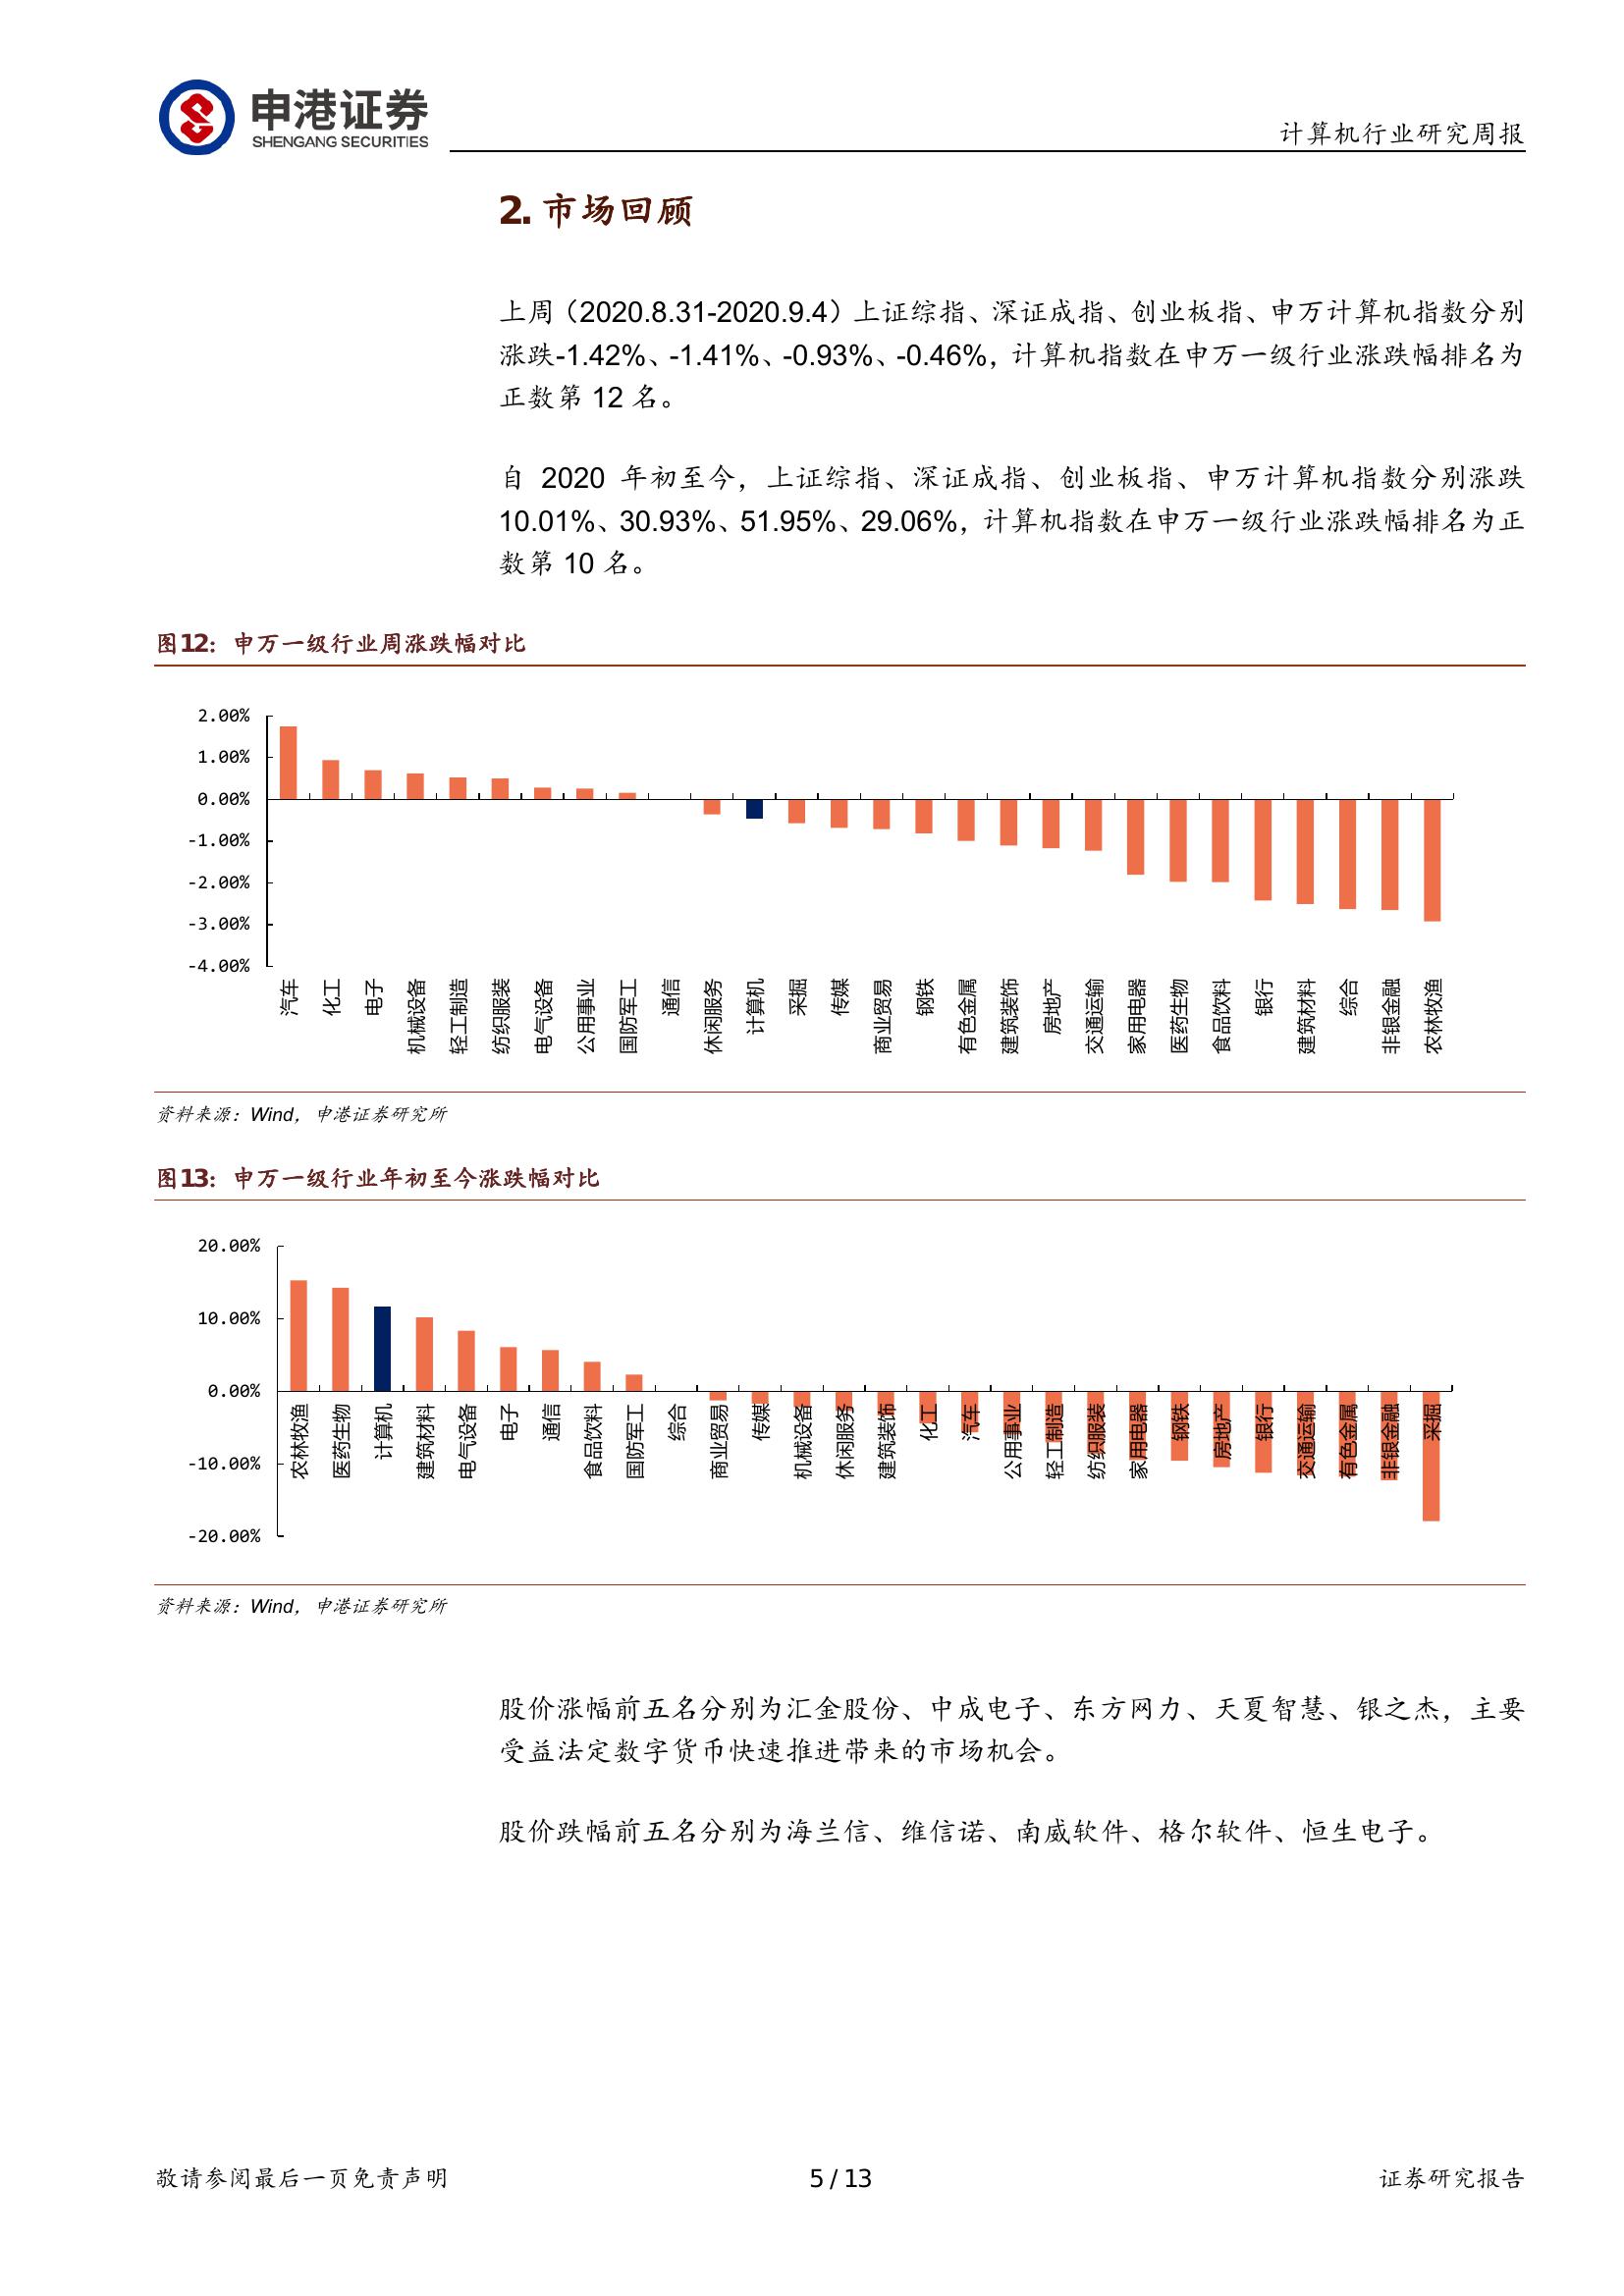 申港证券
SHENGANG SECURITIES
计算机行业研究周报
2. 市场回顾
上周（2020.8.31-2020.9.4）上证综指、深证成指、创业板指、申万计算机指数分别
涨跌-1.42%、-1.41%、-0.93%、-0.46%，计算机指数在申万一级行业涨跌幅排名为
正数第 12 名。
自 2020 年初至今，上证综指、深证成指、创业板指、申万计算机指数分别涨跌
10.01%、30.93%、51.95%、29.06%，计算机指数在申万一级行业涨跌幅排名为正
数第 10 名。
图12：申万一级行业周涨跌幅对比
2.00%
1.00%
0.00%
-1.00%
-2.00%
-3.00%
-4.00%
汽车
化工
电子
机械设备
轻工制造
纺织服装
电气设备
公用事业
国防军工
通信
休闲服务
计算机
采掘
传媒
商业贸易
钢铁
有色金属
建筑装饰
房地产
交通运输
家用电器
医药生物
食品饮料
银行
建筑材料
综合
非银金融
农林牧渔
资料来源：Wind，申港证券研究所
图13：申万一级行业年初至今涨跌幅对比
20.00%
10.00%
0.00%
-10.00%
-20.00%
农林牧渔
医药生物
计算机
建筑材料
电气设备
电子
通信
食品饮料
国防军工
综合
商业贸易
传媒
机械设备
休闲服务
建筑装饰
化工
汽车
公用事业
轻工制造
纺织服装
家用电器
钢铁
房地产
银行
交通运输
有色金属
非银金融
采掘
资料来源：Wind，申港证券研究所
股价涨幅前五名分别为汇金股份、中成电子、东方网力、天夏智慧、银之杰，主要
受益法定数字货币快速推进带来的市场机会。
股价跌幅前五名分别为海兰信、维信诺、南威软件、格尔软件、恒生电子。
敬请参阅最后一页免责声明
5 / 13
证券研究报告